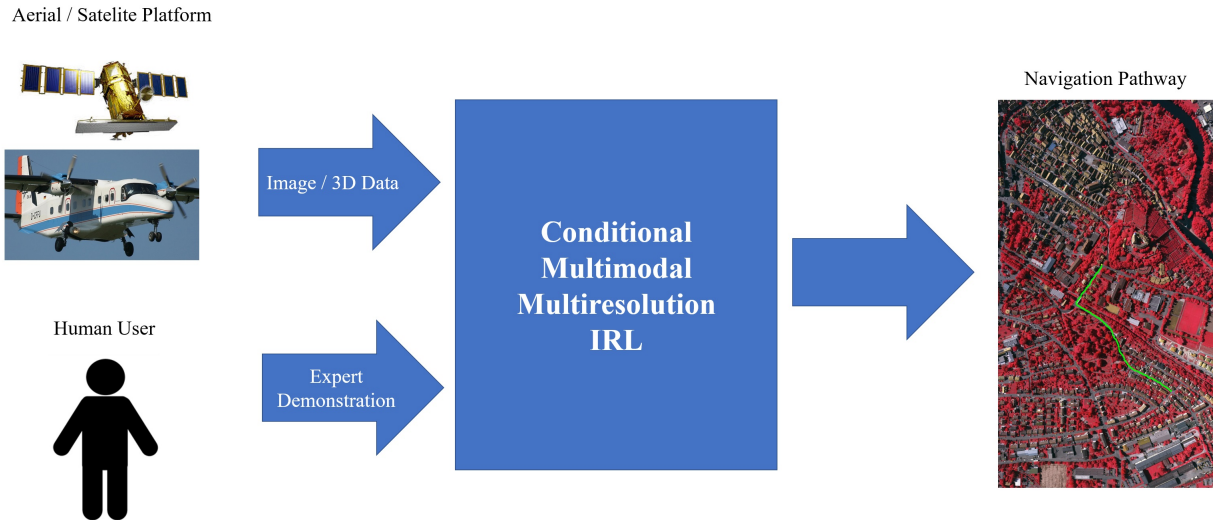 Aerial / Satelite Platform
Image / 3D Data
Human User
Expert
Demonstration
Conditional
Multimodal
Multiresolution
IRL
Navigation Pathway